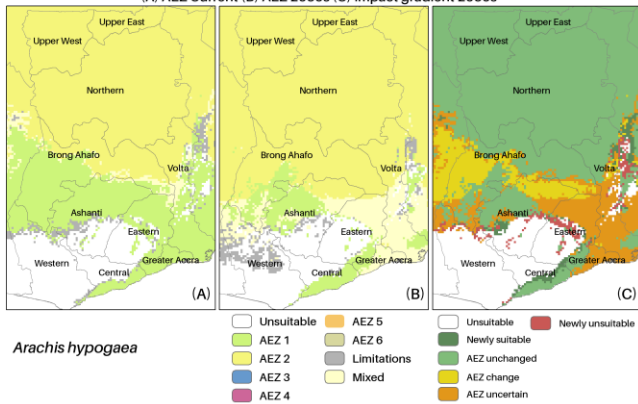 (A) AEZ Current (B) AEZ 2050s (C) Impact gradient 2050s
Upper East
Upper West
Northern
Brong Ahafo
Volta
Ashanti
Eastern
Western
Central
Greater Accra
(A)
Upper East
Upper West
Northern
Brong Ahafo
Volta
Ashanti
Eastern
Western
Central
Greater Accra
(B)
Upper East
Upper West
Northern
Brong Ahafo
Volta
Ashanti
Eastern
Western
Central
Greater Accra
(C)
Arachis hypogaea
Unsuitable
AEZ 1
AEZ 2
AEZ 3
AEZ 4
AEZ 5
AEZ 6
Limitations
Mixed
Unsuitable
Newly suitable
AEZ unchanged
AEZ change
AEZ uncertain
Newly unsuitable